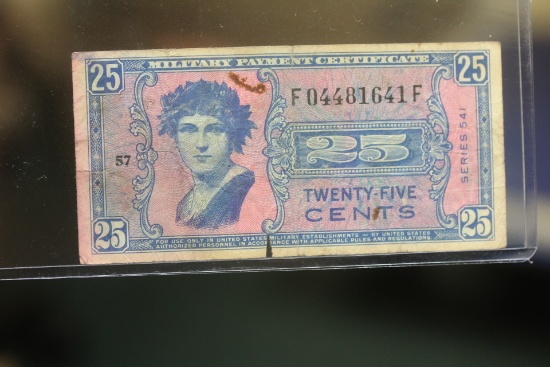 MILITARY PAYMENT CERTIFICATE
25
25
F04481641F
57
25
SERIES 541
TWENTY-FIVE
CENTS
25
25
FOR USE ONLY IN UNITED STATES MILITARY ESTABLISHMENTS - BY UNITED STATES
AUTHORIZED PERSONNEL IN ACCORDANCE WITH APPLICABLE RULES AND REGULATIONS.